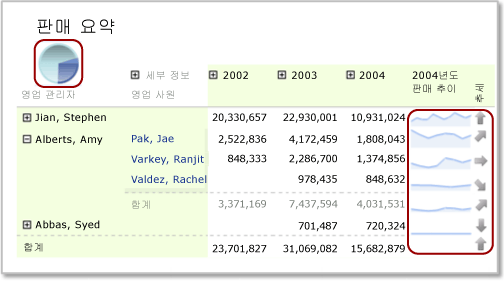 판매 요약
세부 정보 2002 2003 2004 2004년도 판매 추이 추세
영업 관리자 영업 사원
Jian, Stephen 20,330,657 22,930,001 10,931,024
Alberts, Amy Pak, Jae 2,522,836 4,172,459 1,808,043
Varkey, Ranjit 848,333 2,286,700 1,374,856
Valdez, Rachel 978,435 848,632
합계 3,371,169 7,437,594 4,031,531
Abbas, Syed 701,487 720,324
합계 23,701,827 31,069,082 15,682,879